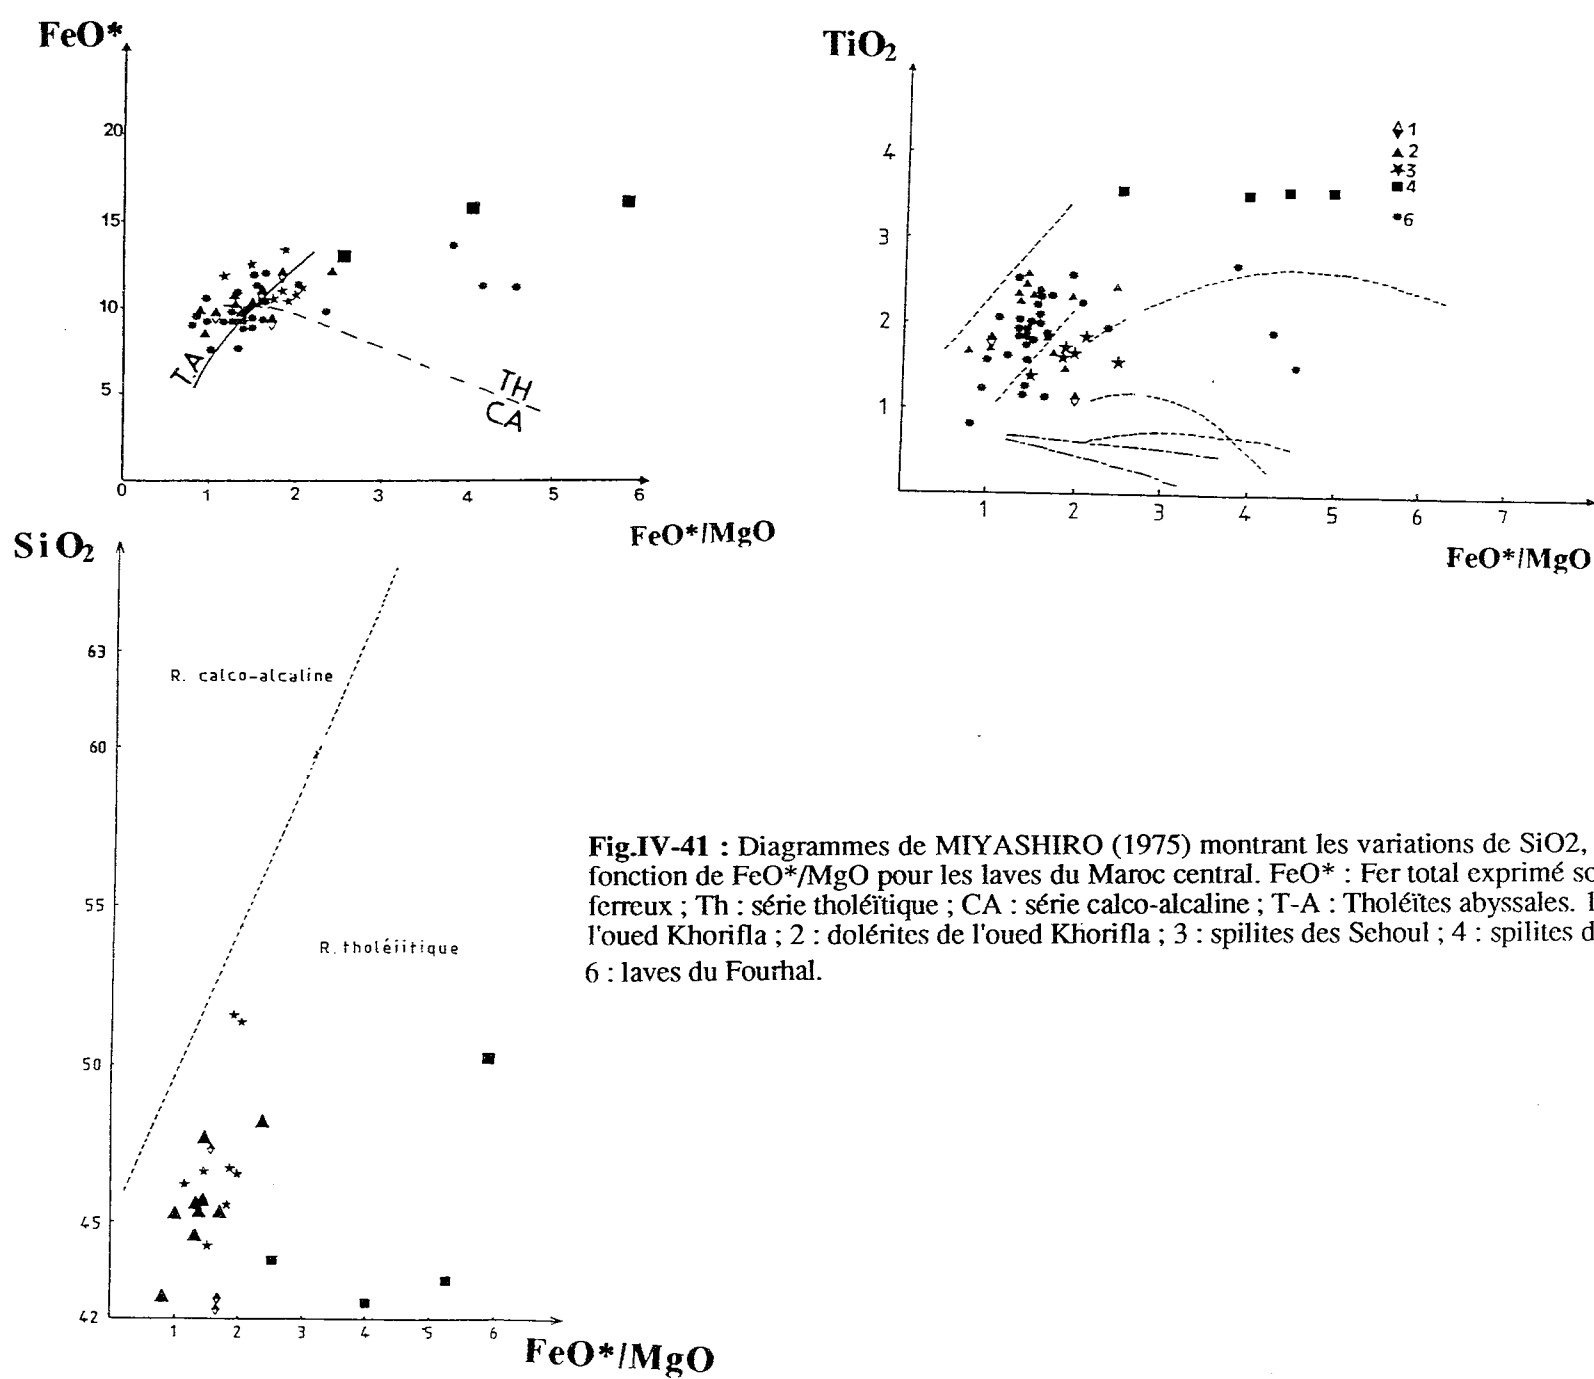 FeO*
20
15
10
5
0 1 2 3 4 5 6
T.A
TH
CA
FeO*/MgO
TiO2
4
3
2
1
1 2 3 4 5 6 7
1
2
3
4
6
FeO*/MgO
SiO2
63
60
55
50
45
42
1 2 3 4 5 6
R. calco-alcaline
R. tholéiitique
FeO*/MgO
Fig.IV-41 : Diagrammes de MIYASHIRO (1975) montrant les variations de SiO2,
fonction de FeO*/MgO pour les laves du Maroc central. FeO* : Fer total exprimé so
ferreux ; Th : série tholéïtique ; CA : série calco-alcaline ; T-A : Tholéïtes abyssales. 1
l'oued Khorifla ; 2 : dolérites de l'oued Khorifla ; 3 : spilites des Sehoul ; 4 : spilites d
6 : laves du Fourhal.